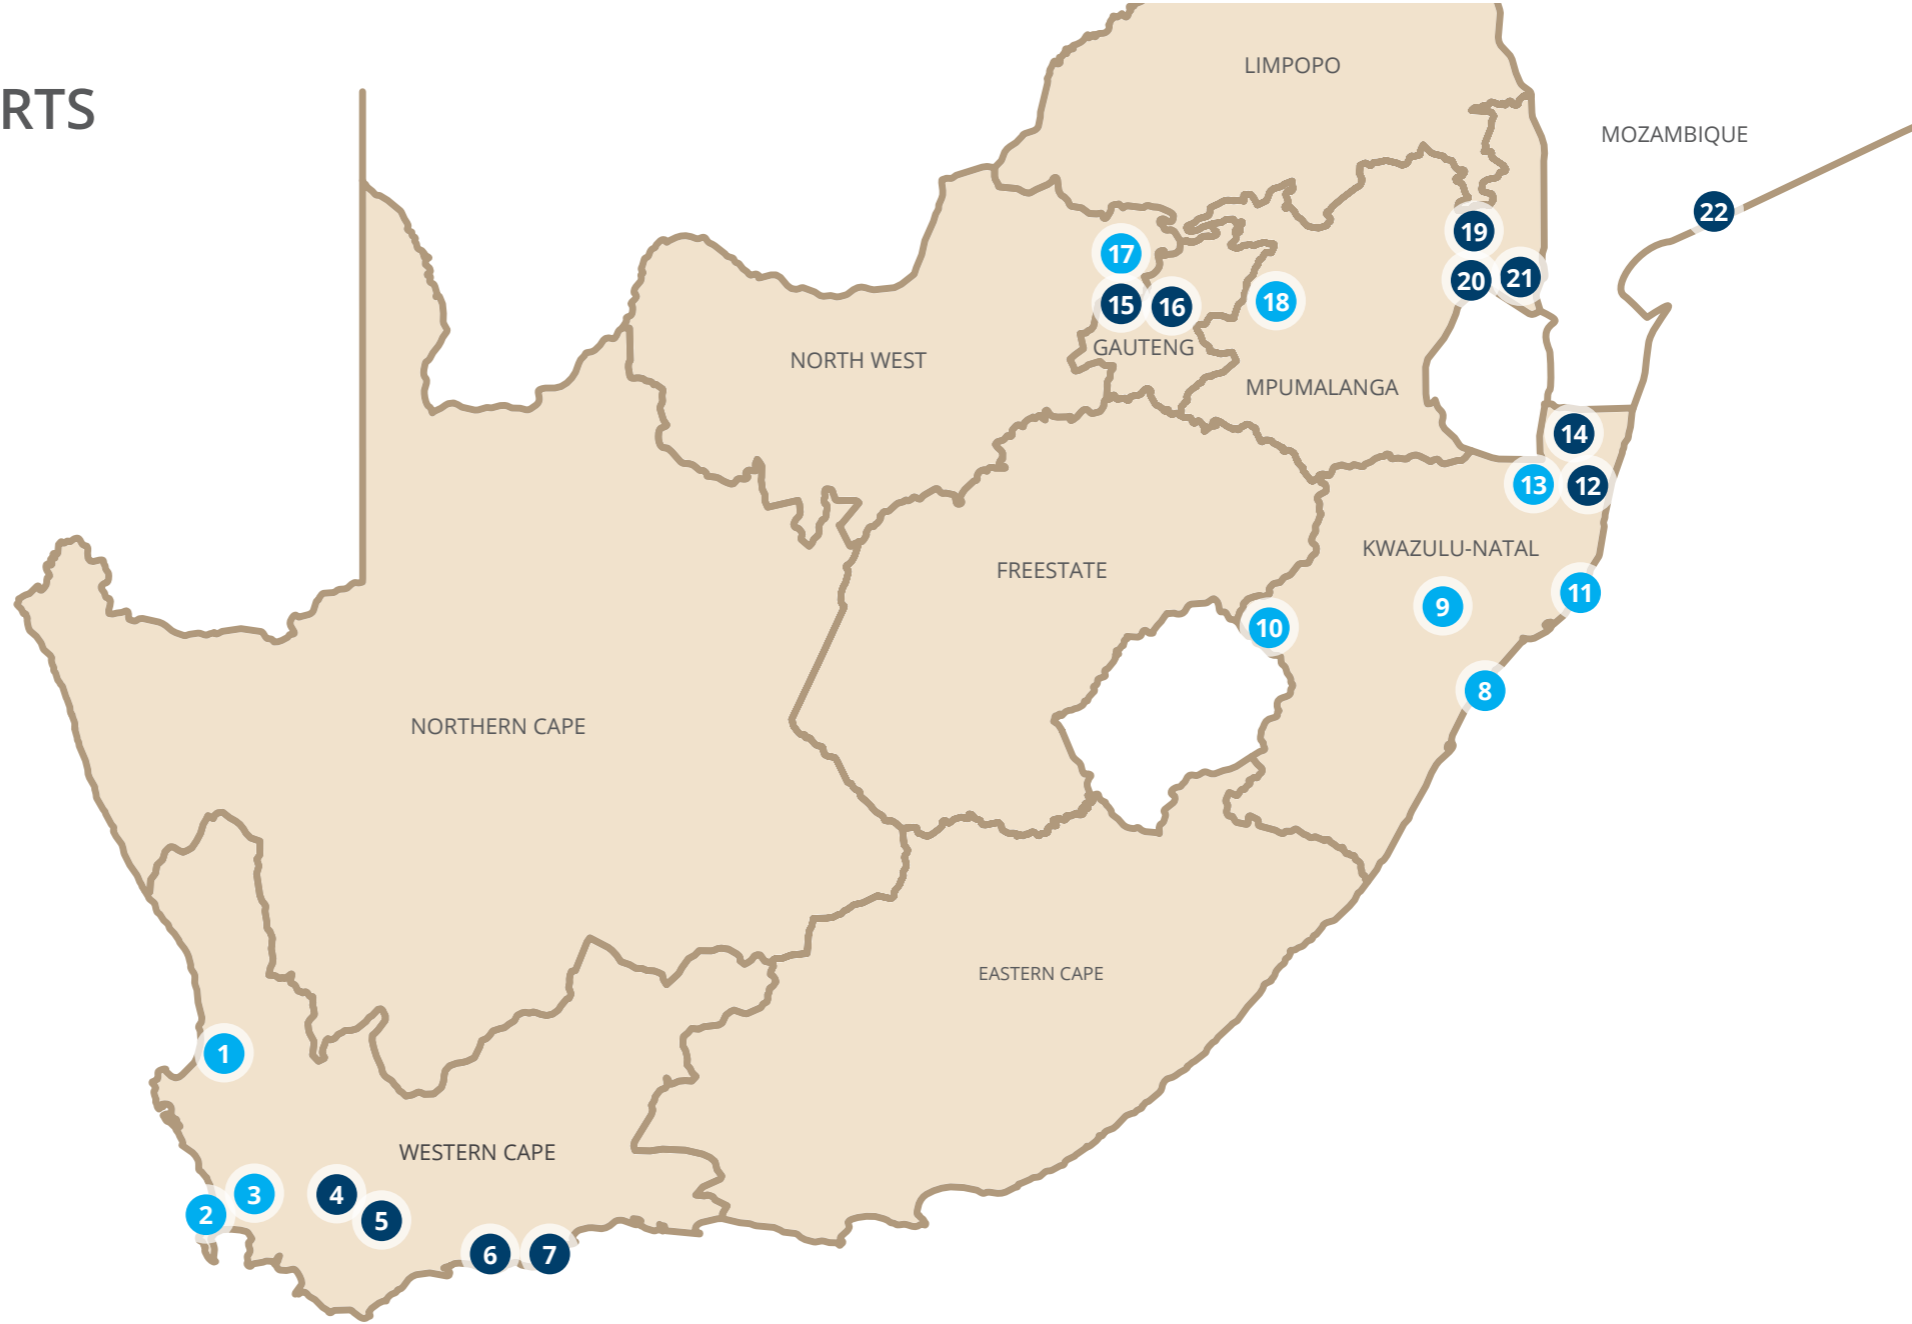 LIMPOPO
RTS
MOZAMBIQUE
22
19
17
21
20
18
15
16
GAUTENG
NORTH WEST
MPUMALANGA
14
13
12
KWAZULU-NATAL
FREESTATE
11
9
10
8
NORTHERN CAPE
EASTERN CAPE
1
WESTERN CAPE
3
4
2
5
6
7